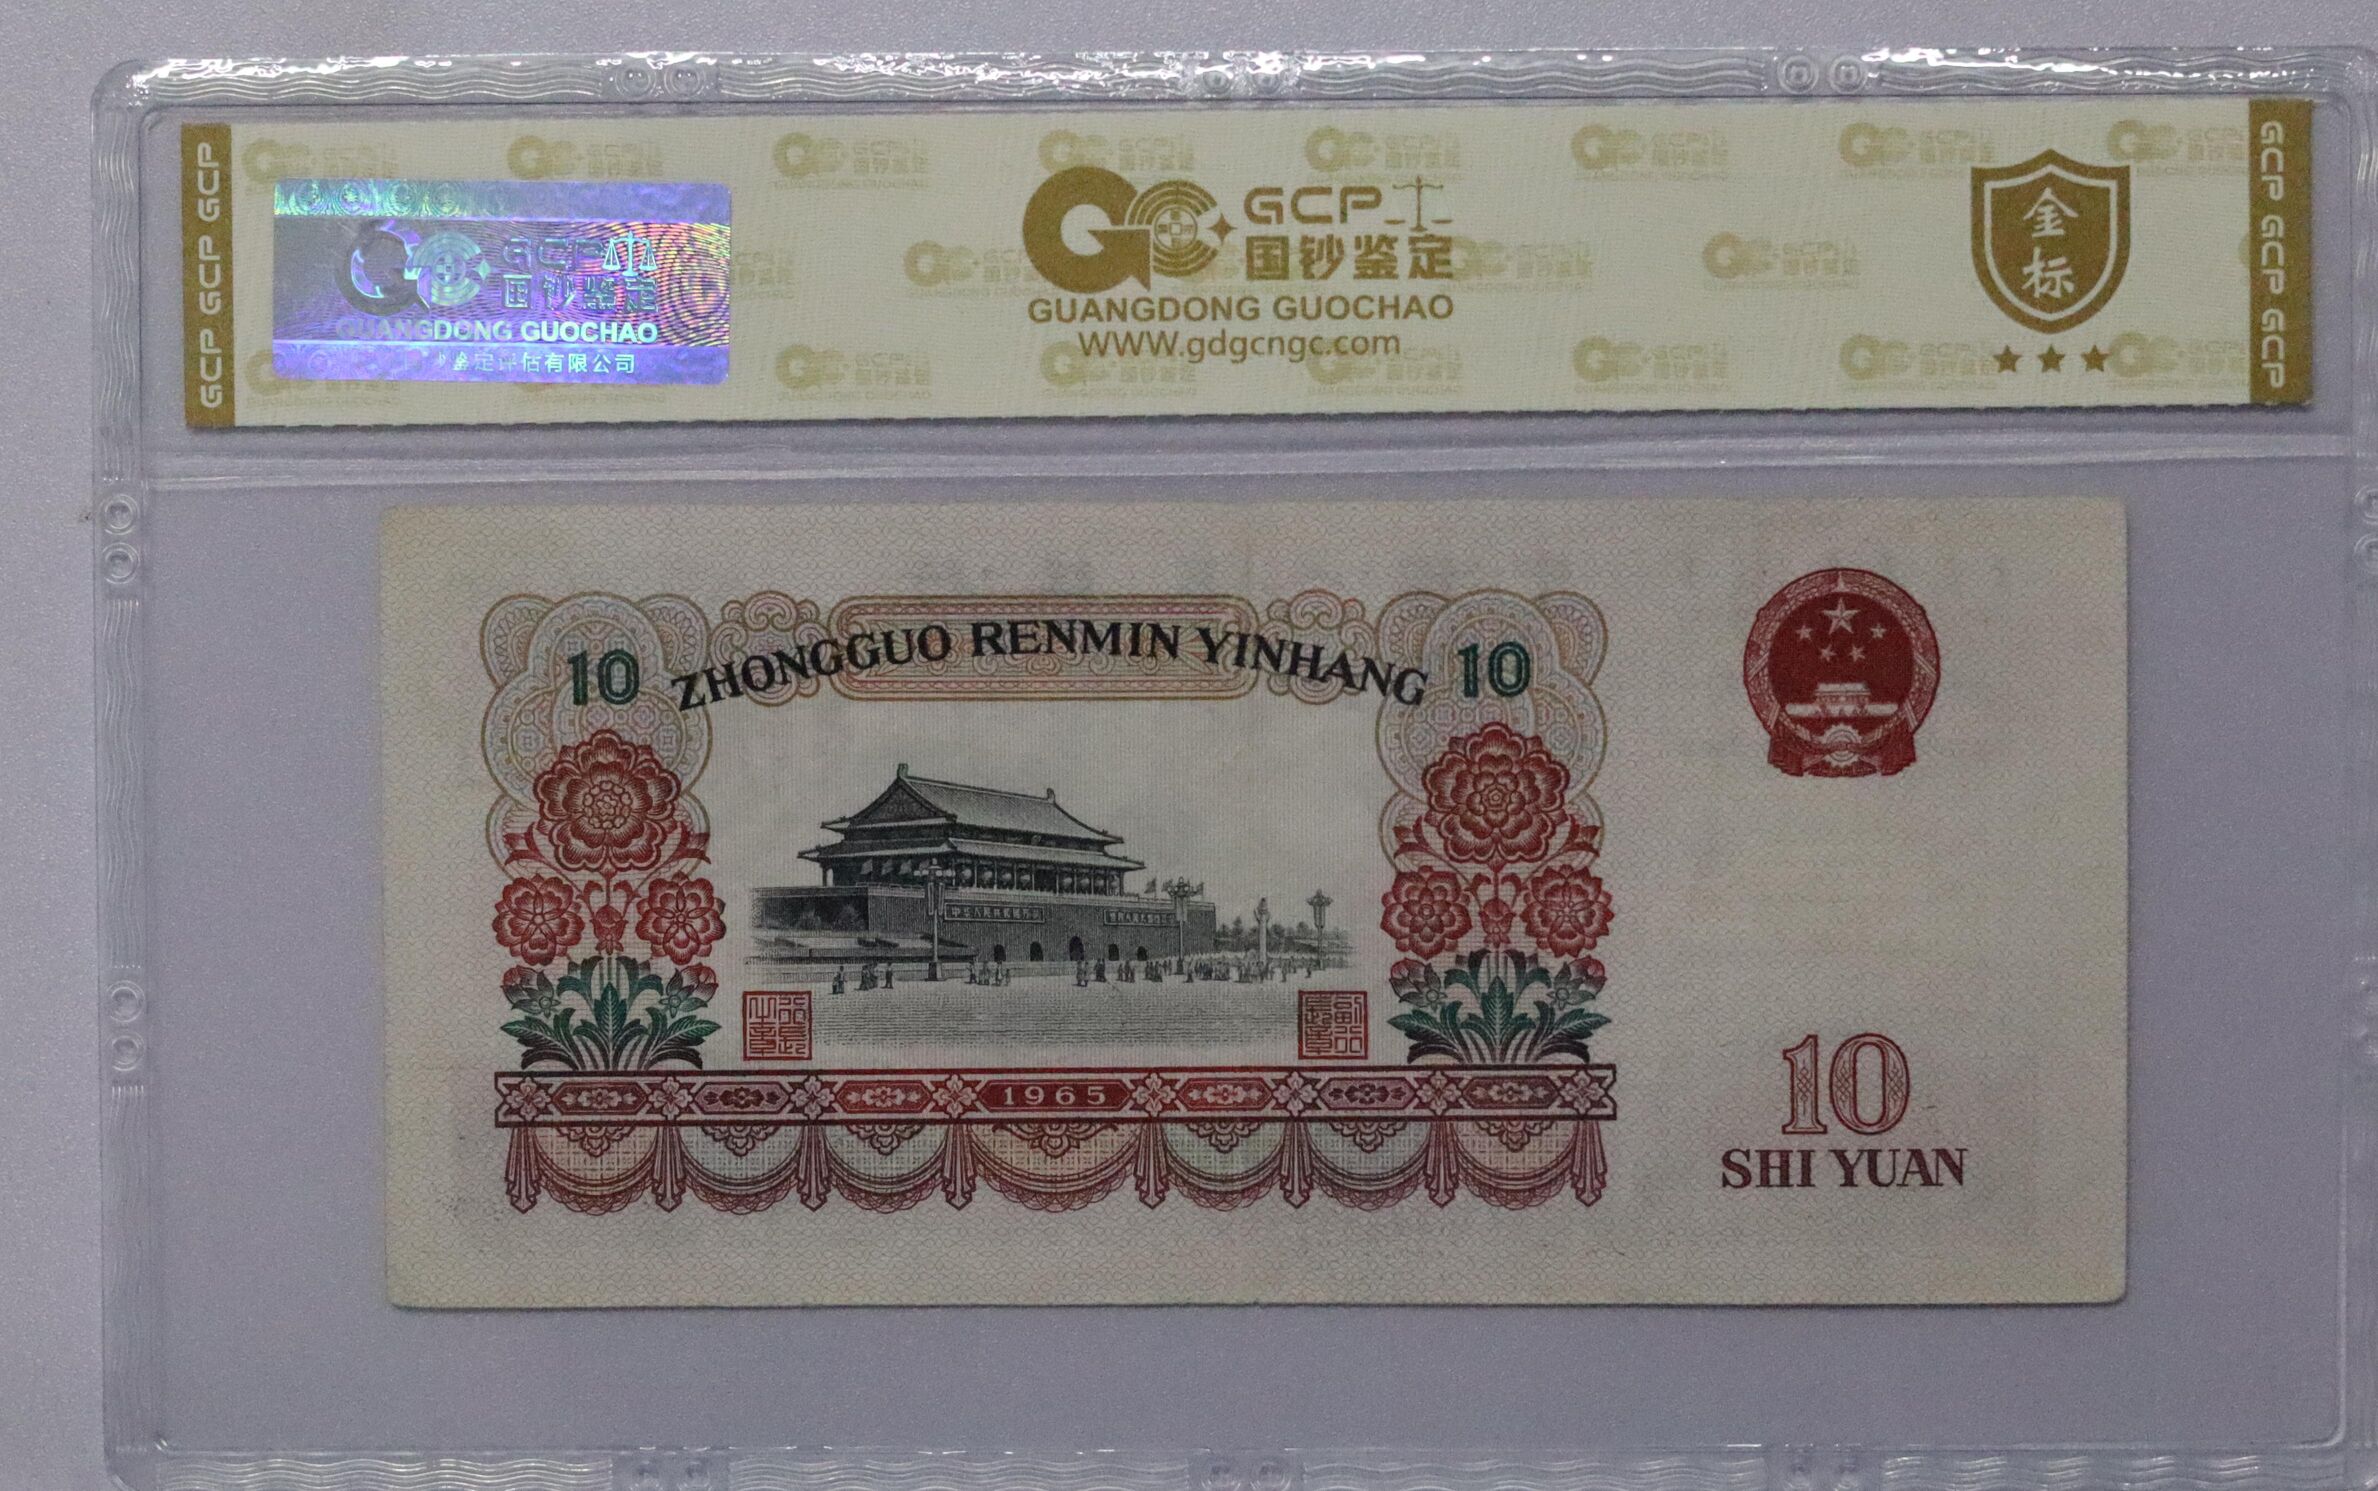 GCP GCP GCP
GCP
国钞鉴定
GUANGDONG GUOCHAO
鉴定评估有限公司
GCP
国钞鉴定
GUANGDONG GUOCHAO
WWW.gdgcngc.com
金标
GCP GCP GCP
10 ZHONGGUO RENMIN YINHANG 10
1965
10
SHI YUAN